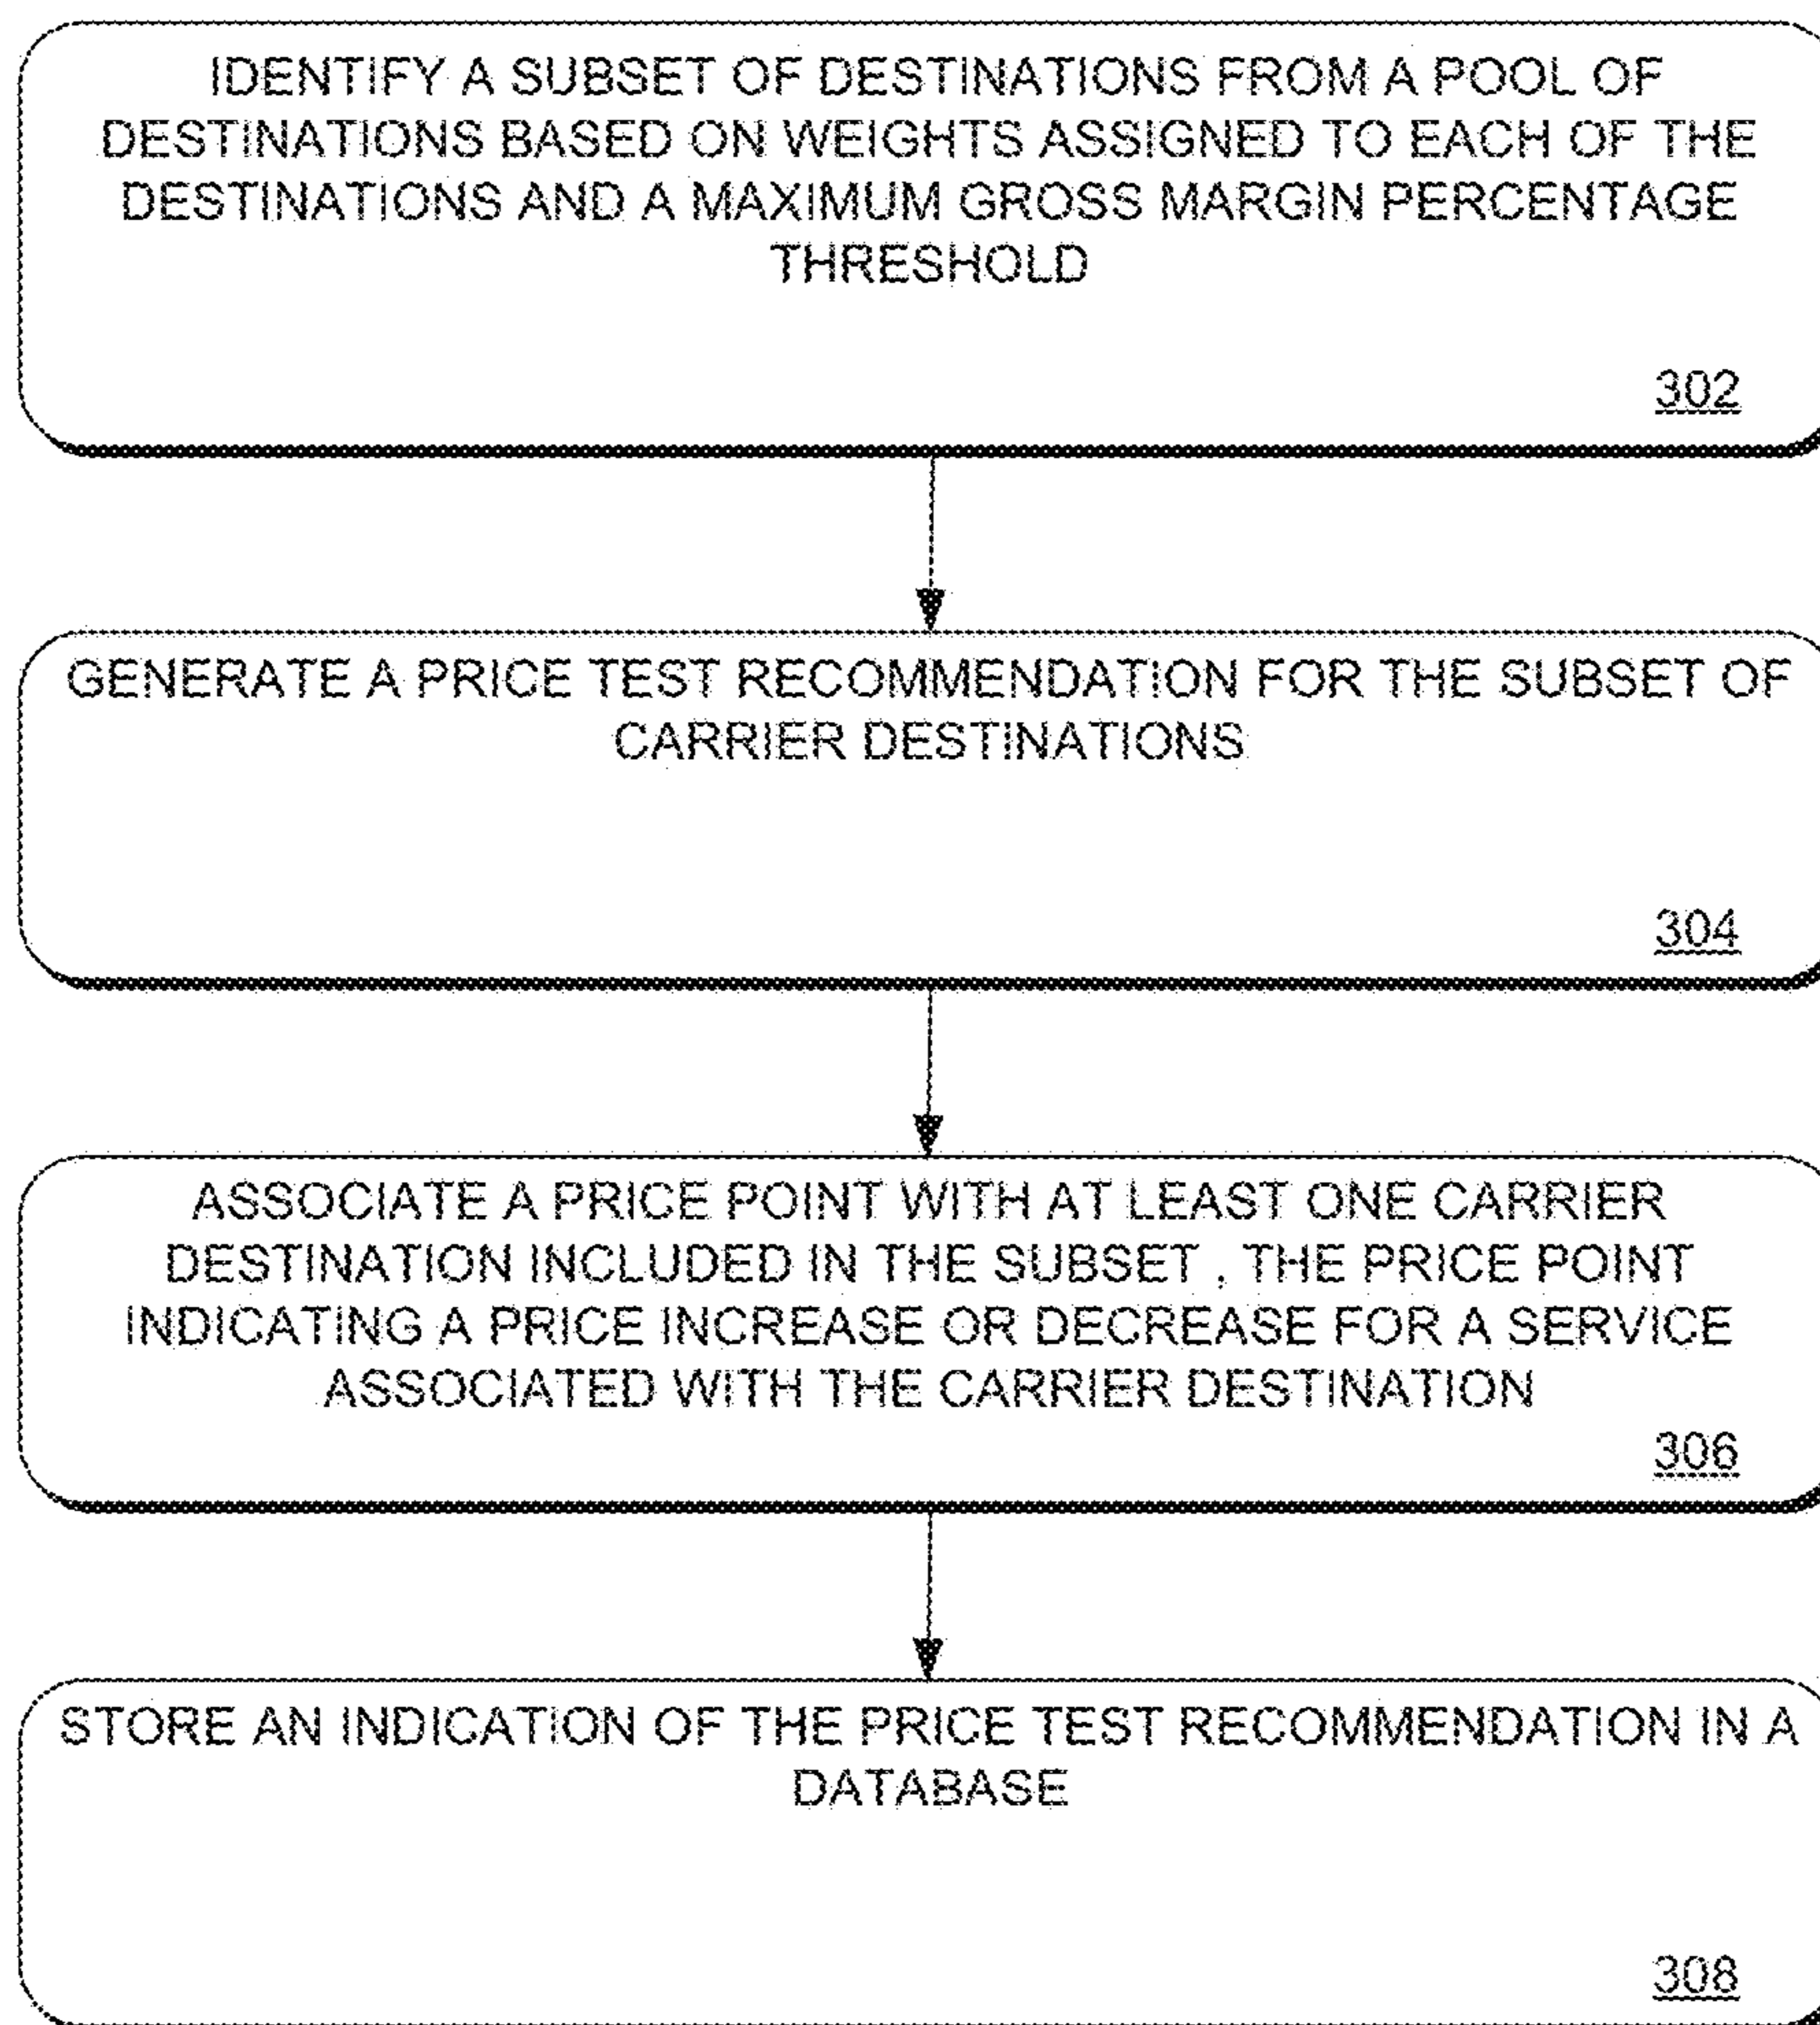 IDENTIFY A SUBSET OF DESTINATIONS FROM A POOL OF
DESTINATIONS BASED ON WEIGHTS ASSIGNED TO EACH OF THE
DESTINATIONS AND A MAXIMUM GROSS MARGIN PERCENTAGE
THRESHOLD
302
GENERATE A PRICE TEST RECOMMENDATION FOR THE SUBSET OF
CARRIER DESTINATIONS
304
ASSOCIATE A PRICE POINT WITH AT LEAST ONE CARRIER
DESTINATION INCLUDED IN THE SUBSET , THE PRICE POINT
INDICATING A PRICE INCREASE OR DECREASE FOR A SERVICE
ASSOCIATED WITH THE CARRIER DESTINATION
306
STORE AN INDICATION OF THE PRICE TEST RECOMMENDATION IN A
DATABASE
308